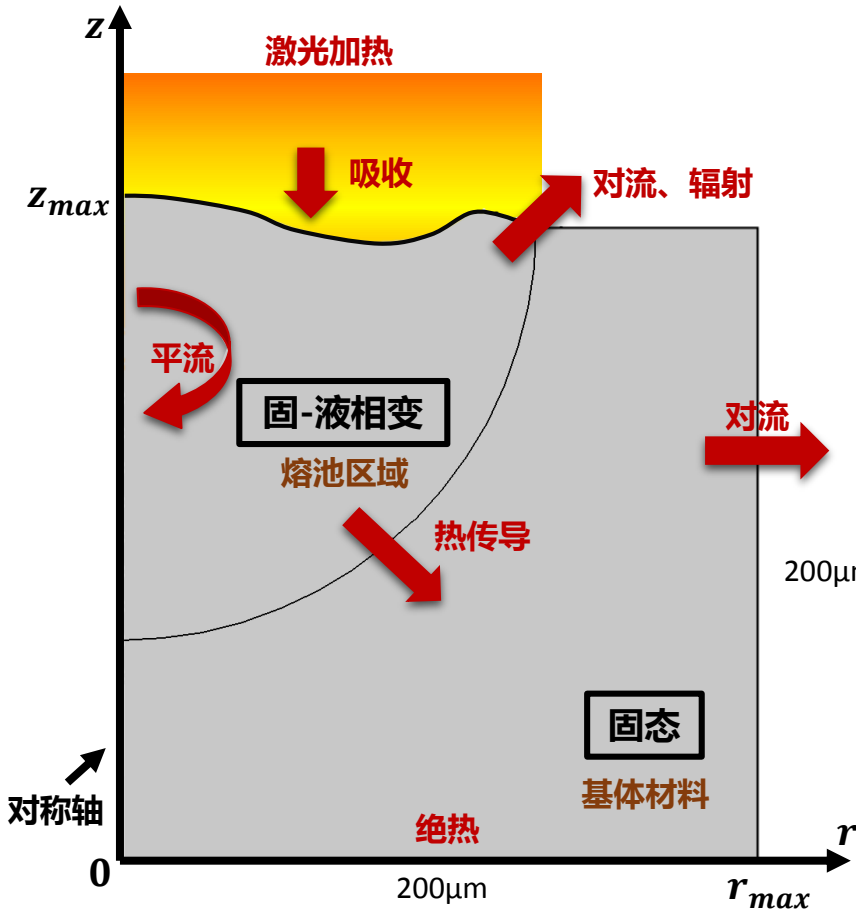 z
激光加热
吸收
对流、辐射
z_max
平流
固-液相变
对流
熔池区域
热传导
200μm
固态
基体材料
对称轴
绝热
r
0
200μm
r_max